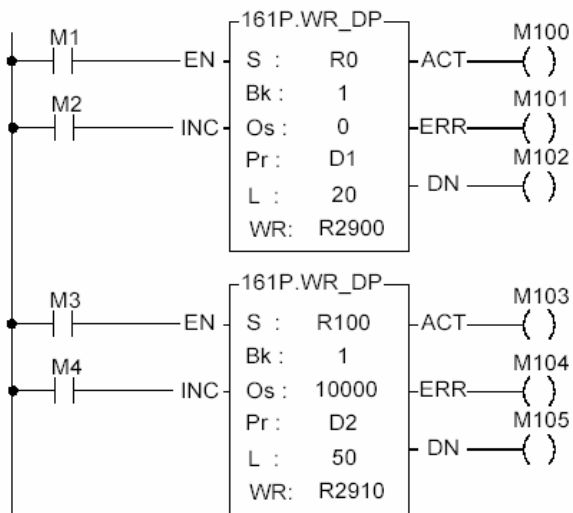 161P.WR_DP
M1 EN S : R0 ACT M100
Bk : 1
M2 INC Os : 0 ERR M101
Pr : D1 DN M102
L : 20
WR: R2900
161P.WR_DP
M3 EN S : R100 ACT M103
Bk : 1
M4 INC Os : 10000 ERR M104
Pr : D2 DN M105
L : 50
WR: R2910